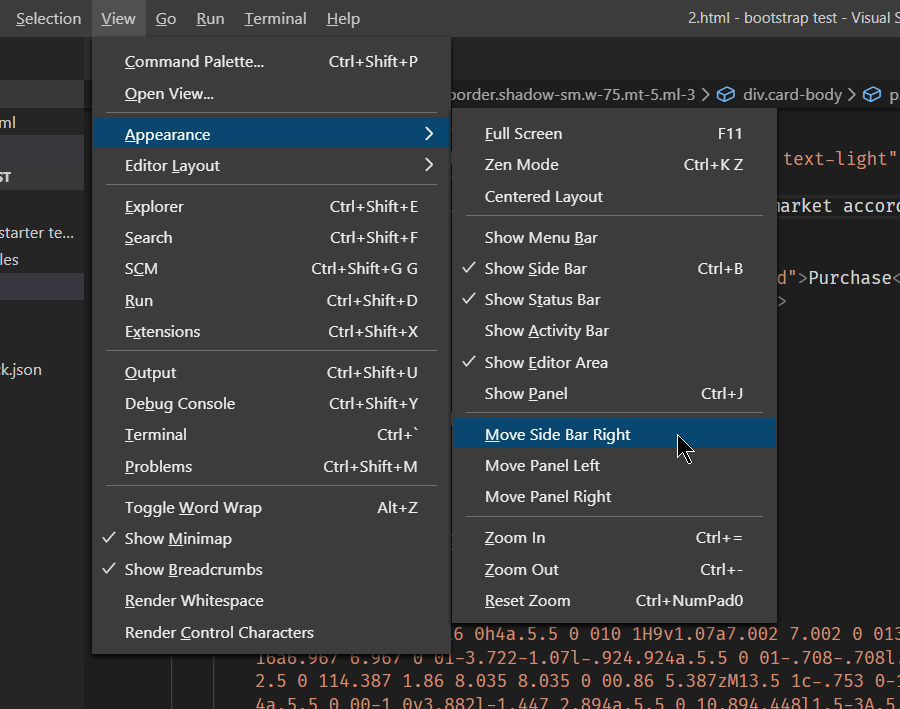 Selection View Go Run Terminal Help 2.html - bootstrap test - Visual
Command Palette... Ctrl+Shift+P
Open View...
order.shadow-sm.w-75.mt-5.ml-3 > div.card-body >
ml
Appearance >
Editor Layout >
ST
Explorer Ctrl+Shift+E
Search Ctrl+Shift+F
SCM Ctrl+Shift+G G
Run Ctrl+Shift+D
Extensions Ctrl+Shift+X
starter te...
les
Output Ctrl+Shift+U
Debug Console Ctrl+Shift+Y
Terminal Ctrl+`
Problems Ctrl+Shift+M
k.json
Toggle Word Wrap Alt+Z
✓ Show Minimap
✓ Show Breadcrumbs
Render Whitespace
Render Control Characters
Full Screen F11
Zen Mode Ctrl+K Z
Centered Layout
Show Menu Bar
✓ Show Side Bar Ctrl+B
✓ Show Status Bar
Show Activity Bar
✓ Show Editor Area
Show Panel Ctrl+J
Move Side Bar Right
Move Panel Left
Move Panel Right
Zoom In Ctrl+=
Zoom Out Ctrl+-
Reset Zoom Ctrl+NumPad0
text-light"
market accor
d">Purchase<
>
6 0h4a.5.5 0 010 1H9v1.07a7.002 7.002 0 013
16a6.967 6.967 0 01-3.722-1.07l-.924.924a.5.5 0 01-.708-.708l
2.5 0 114.387 1.86 8.035 8.035 0 00.86 5.387zM13.5 1c-.753 0-1
4a.5.5 0 00-1 0v3.882l-1.447 2.894a.5.5 0 10.894.448l1.5-3A.5